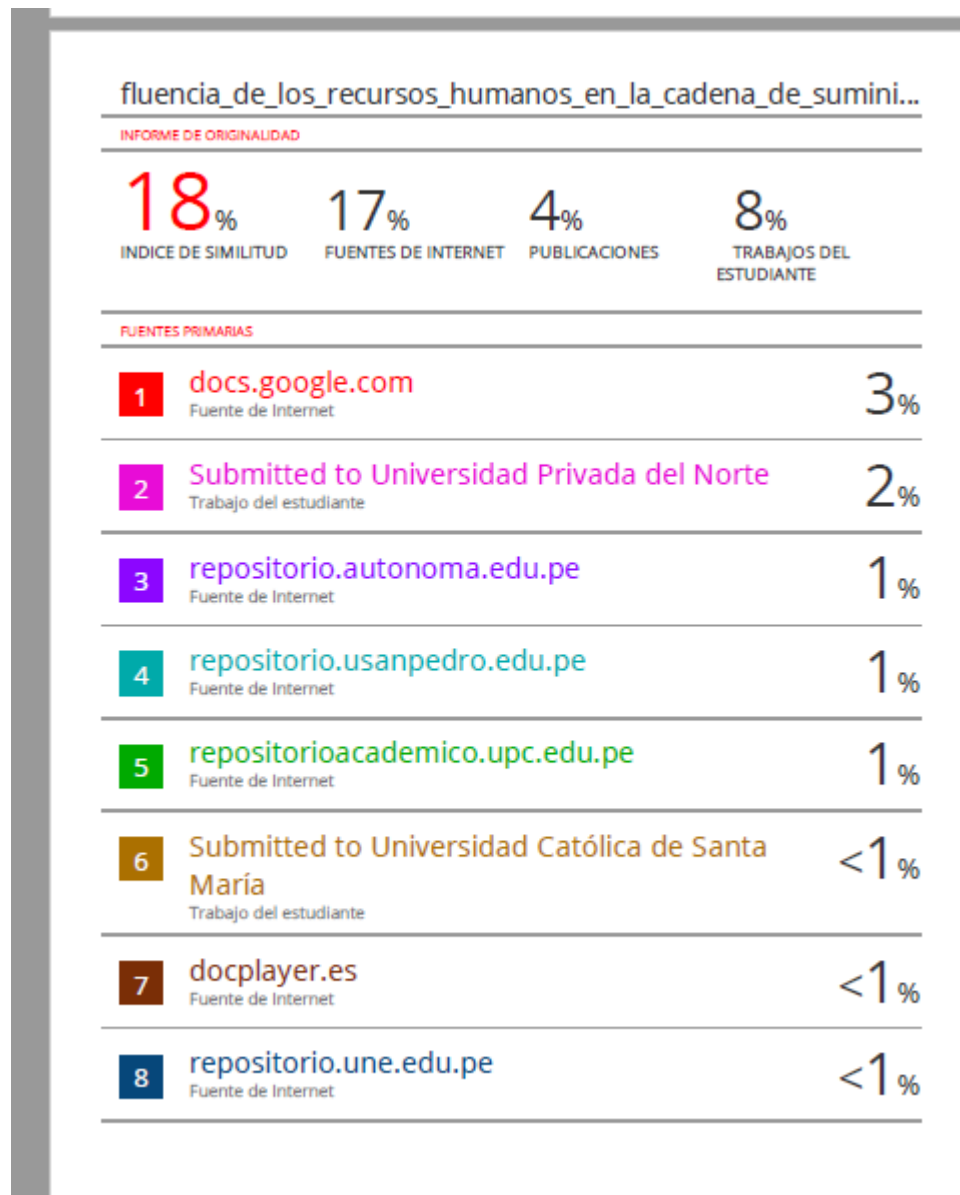 fluencia_de_los_recursos_humanos_en_la_cadena_de_sumini...
INFORME DE ORIGINALIDAD
18% 17% 4% 8%
INDICE DE SIMILITUD FUENTES DE INTERNET PUBLICACIONES TRABAJOS DEL
ESTUDIANTE
FUENTES PRIMARIAS
1 docs.google.com 3%
Fuente de Internet
2 Submitted to Universidad Privada del Norte 2%
Trabajo del estudiante
3 repositorio.autonoma.edu.pe 1%
Fuente de Internet
4 repositorio.usanpedro.edu.pe 1%
Fuente de Internet
5 repositorioacademico.upc.edu.pe 1%
Fuente de Internet
6 Submitted to Universidad Católica de Santa <1%
María
Trabajo del estudiante
7 docplayer.es <1%
Fuente de Internet
8 repositorio.une.edu.pe <1%
Fuente de Internet